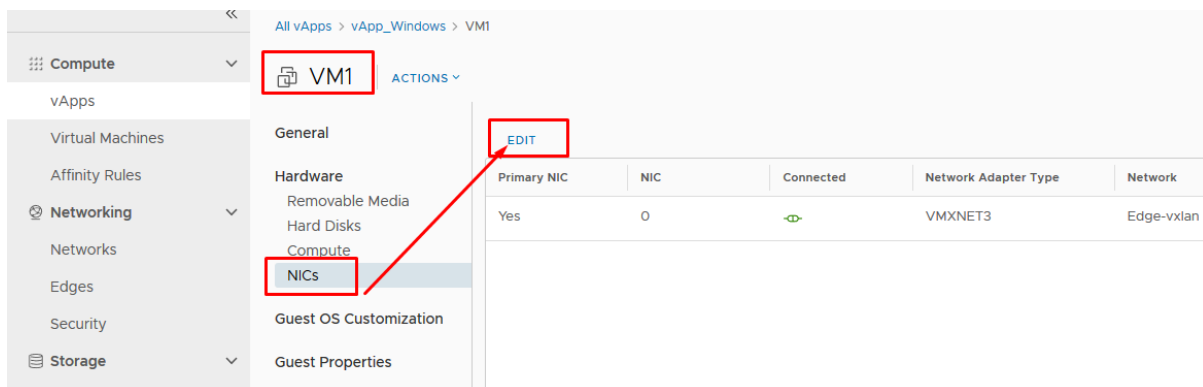 «
All vApps > vApp_Windows > VM1
Compute
VM1
ACTIONS
vApps
Virtual Machines
General
EDIT
Affinity Rules
Hardware
Primary NIC NIC Connected Network Adapter Type Network
Removable Media
Networking
Yes 0 VMXNET3 Edge-vxlan
Hard Disks
Networks
Compute
NICs
Edges
Security
Guest OS Customization
Storage
Guest Properties